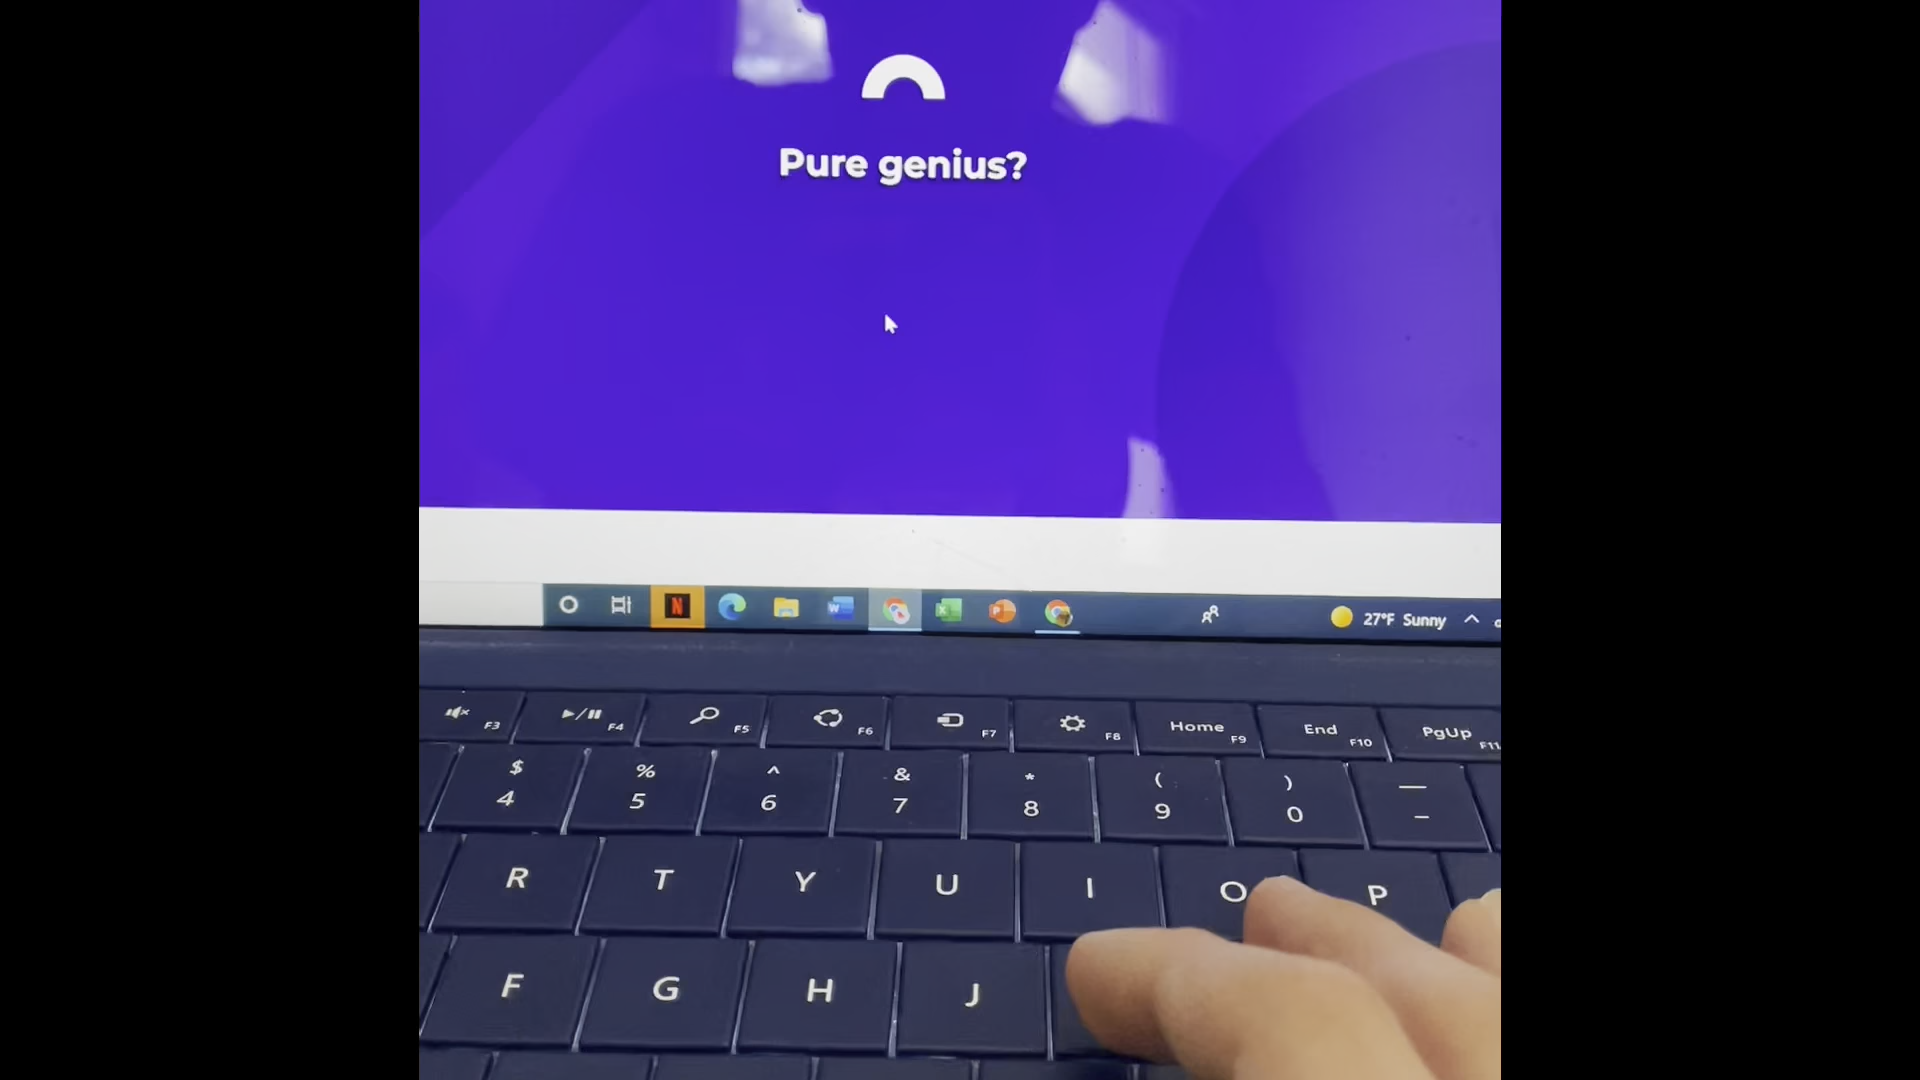 Pure genius?
N
W
X
P
27°F Sunny
F3
F4
F5
F6
F7
F8
Home F9
End F10
PgUp F11
$ % ^ & * ( ) —
4 5 6 7 8 9 0 -
R T Y U I O P
F G H J